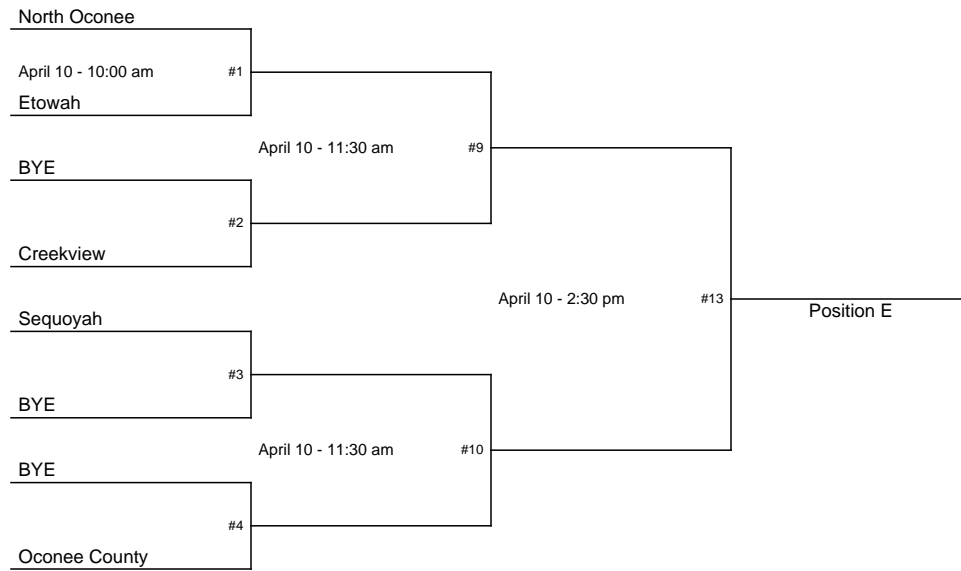 North Oconee
April 10 - 10:00 am #1
Etowah
April 10 - 11:30 am #9
BYE
#2
Creekview
April 10 - 2:30 pm #13
Position E
Sequoyah
#3
BYE
April 10 - 11:30 am #10
BYE
#4
Oconee County